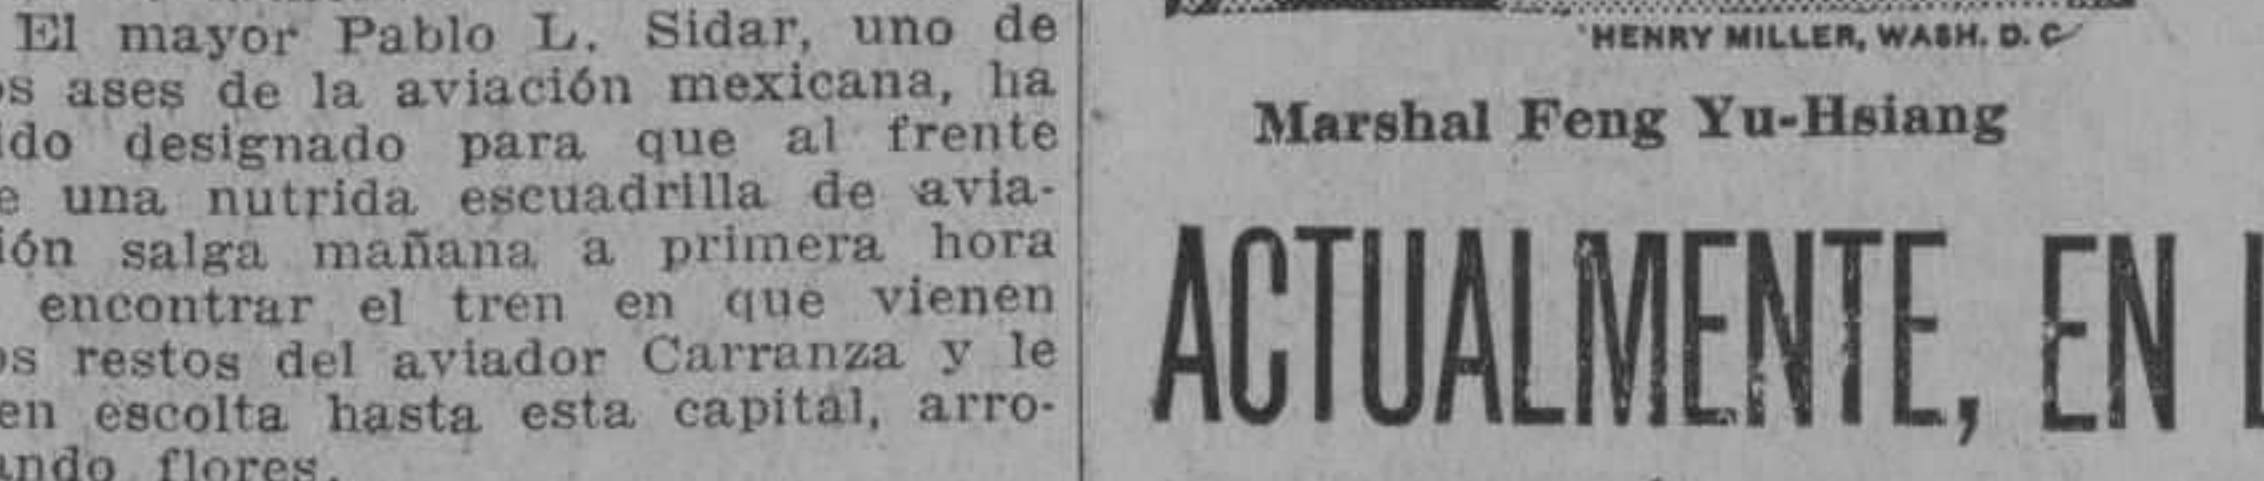 El mayor Pablo L. Sidar, uno de
os ases de la aviación mexicana, ha
ido designado para que al frente
e una nutrida escuadrilla de avia-
ión salga mañana a primera hora
encontrar el tren en que vienen
os restos del aviador Carranza y le
en escolta hasta esta capital, arro-
ando flores.
HENRY MILLER, WASH. D. C
Marshal Feng Yu-Hsiang
ACTUALMENTE, EN